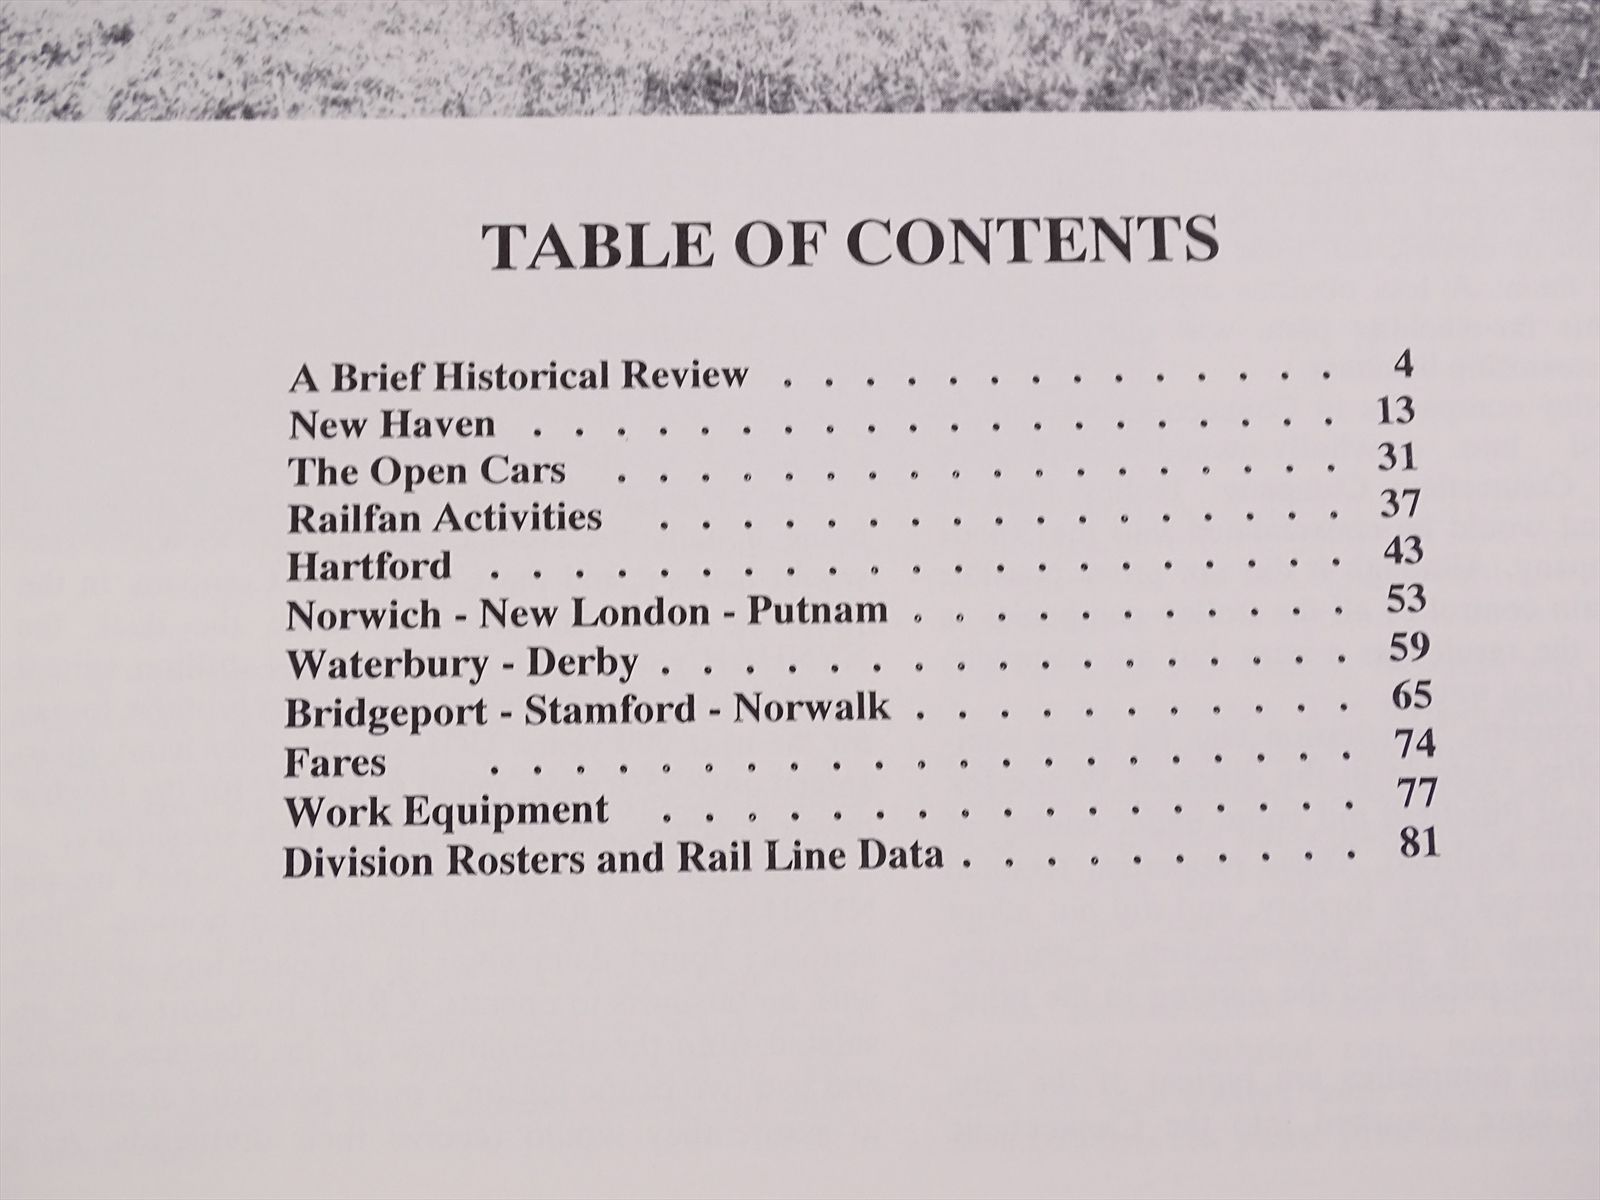 TABLE OF CONTENTS
A Brief Historical Review . . . . . . . . . . . . . . 4
New Haven . . . . . . . . . . . . . . . . . . . . 13
The Open Cars . . . . . . . . . . . . . . . . . . 31
Railfan Activities . . . . . . . . . . . . . . . . . 37
Hartford . . . . . . . . . . . . . . . . . . . . . 43
Norwich - New London - Putnam . . . . . . . . . . . 53
Waterbury - Derby . . . . . . . . . . . . . . . . . 59
Bridgeport - Stamford - Norwalk . . . . . . . . . . . 65
Fares . . . . . . . . . . . . . . . . . . . . . 74
Work Equipment . . . . . . . . . . . . . . . . . 77
Division Rosters and Rail Line Data . . . . . . . . . . 81